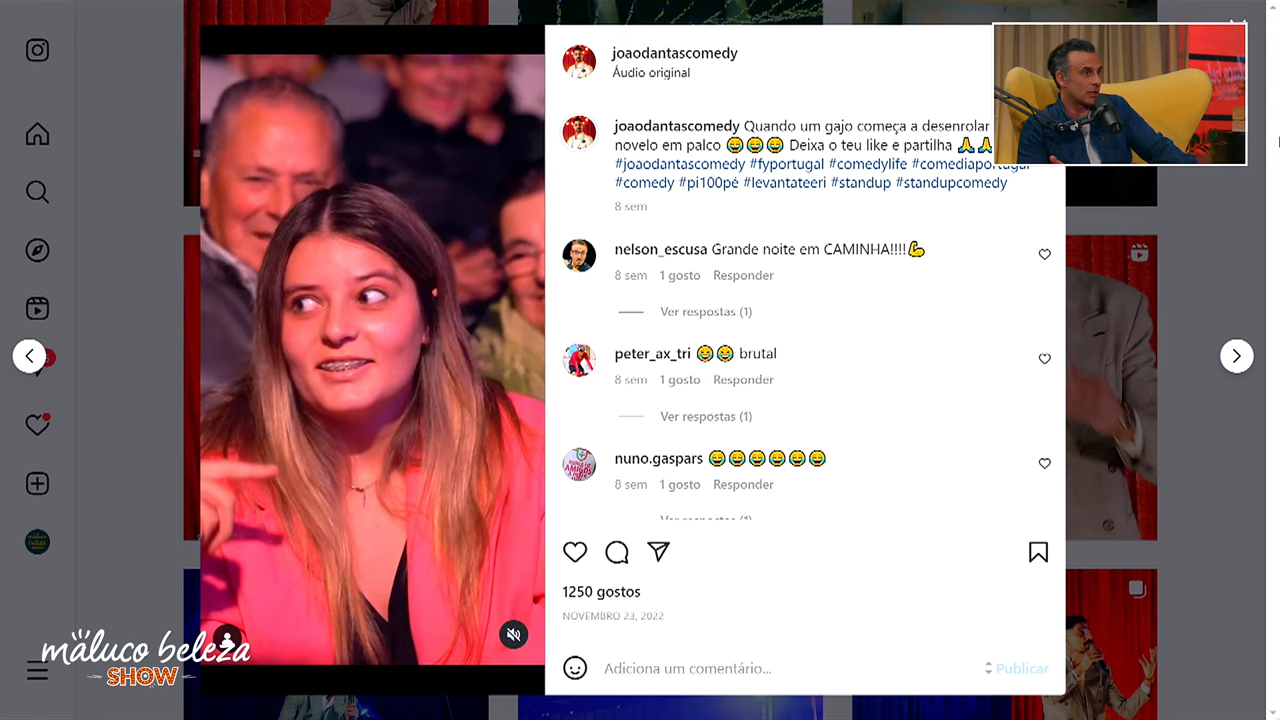 joaodantascomedy
Áudio original
joaodantascomedy Quando um gajo começa a desenrolar
novelo em palco 😂😂😂 Deixa o teu like e partilha 🙏🙏
#joaodantascomedy #fyportugal #comedylife #comediaportugal
#comedy #pi100pé #levantateeri #standup #standupcomedy
8 sem
nelson_escusa Grande noite em CAMINHA!!!!💪
8 sem 1 gosto Responder
Ver respostas (1)
peter_ax_tri 😂😂 brutal
8 sem 1 gosto Responder
Ver respostas (1)
nuno.gaspars 😂😂😂😂😂😂
8 sem 1 gosto Responder
Ver respostas (1)
1250 gostos
NOVEMBRO 23, 2022
Adiciona um comentário... Publicar
maluco beleza
SHOW